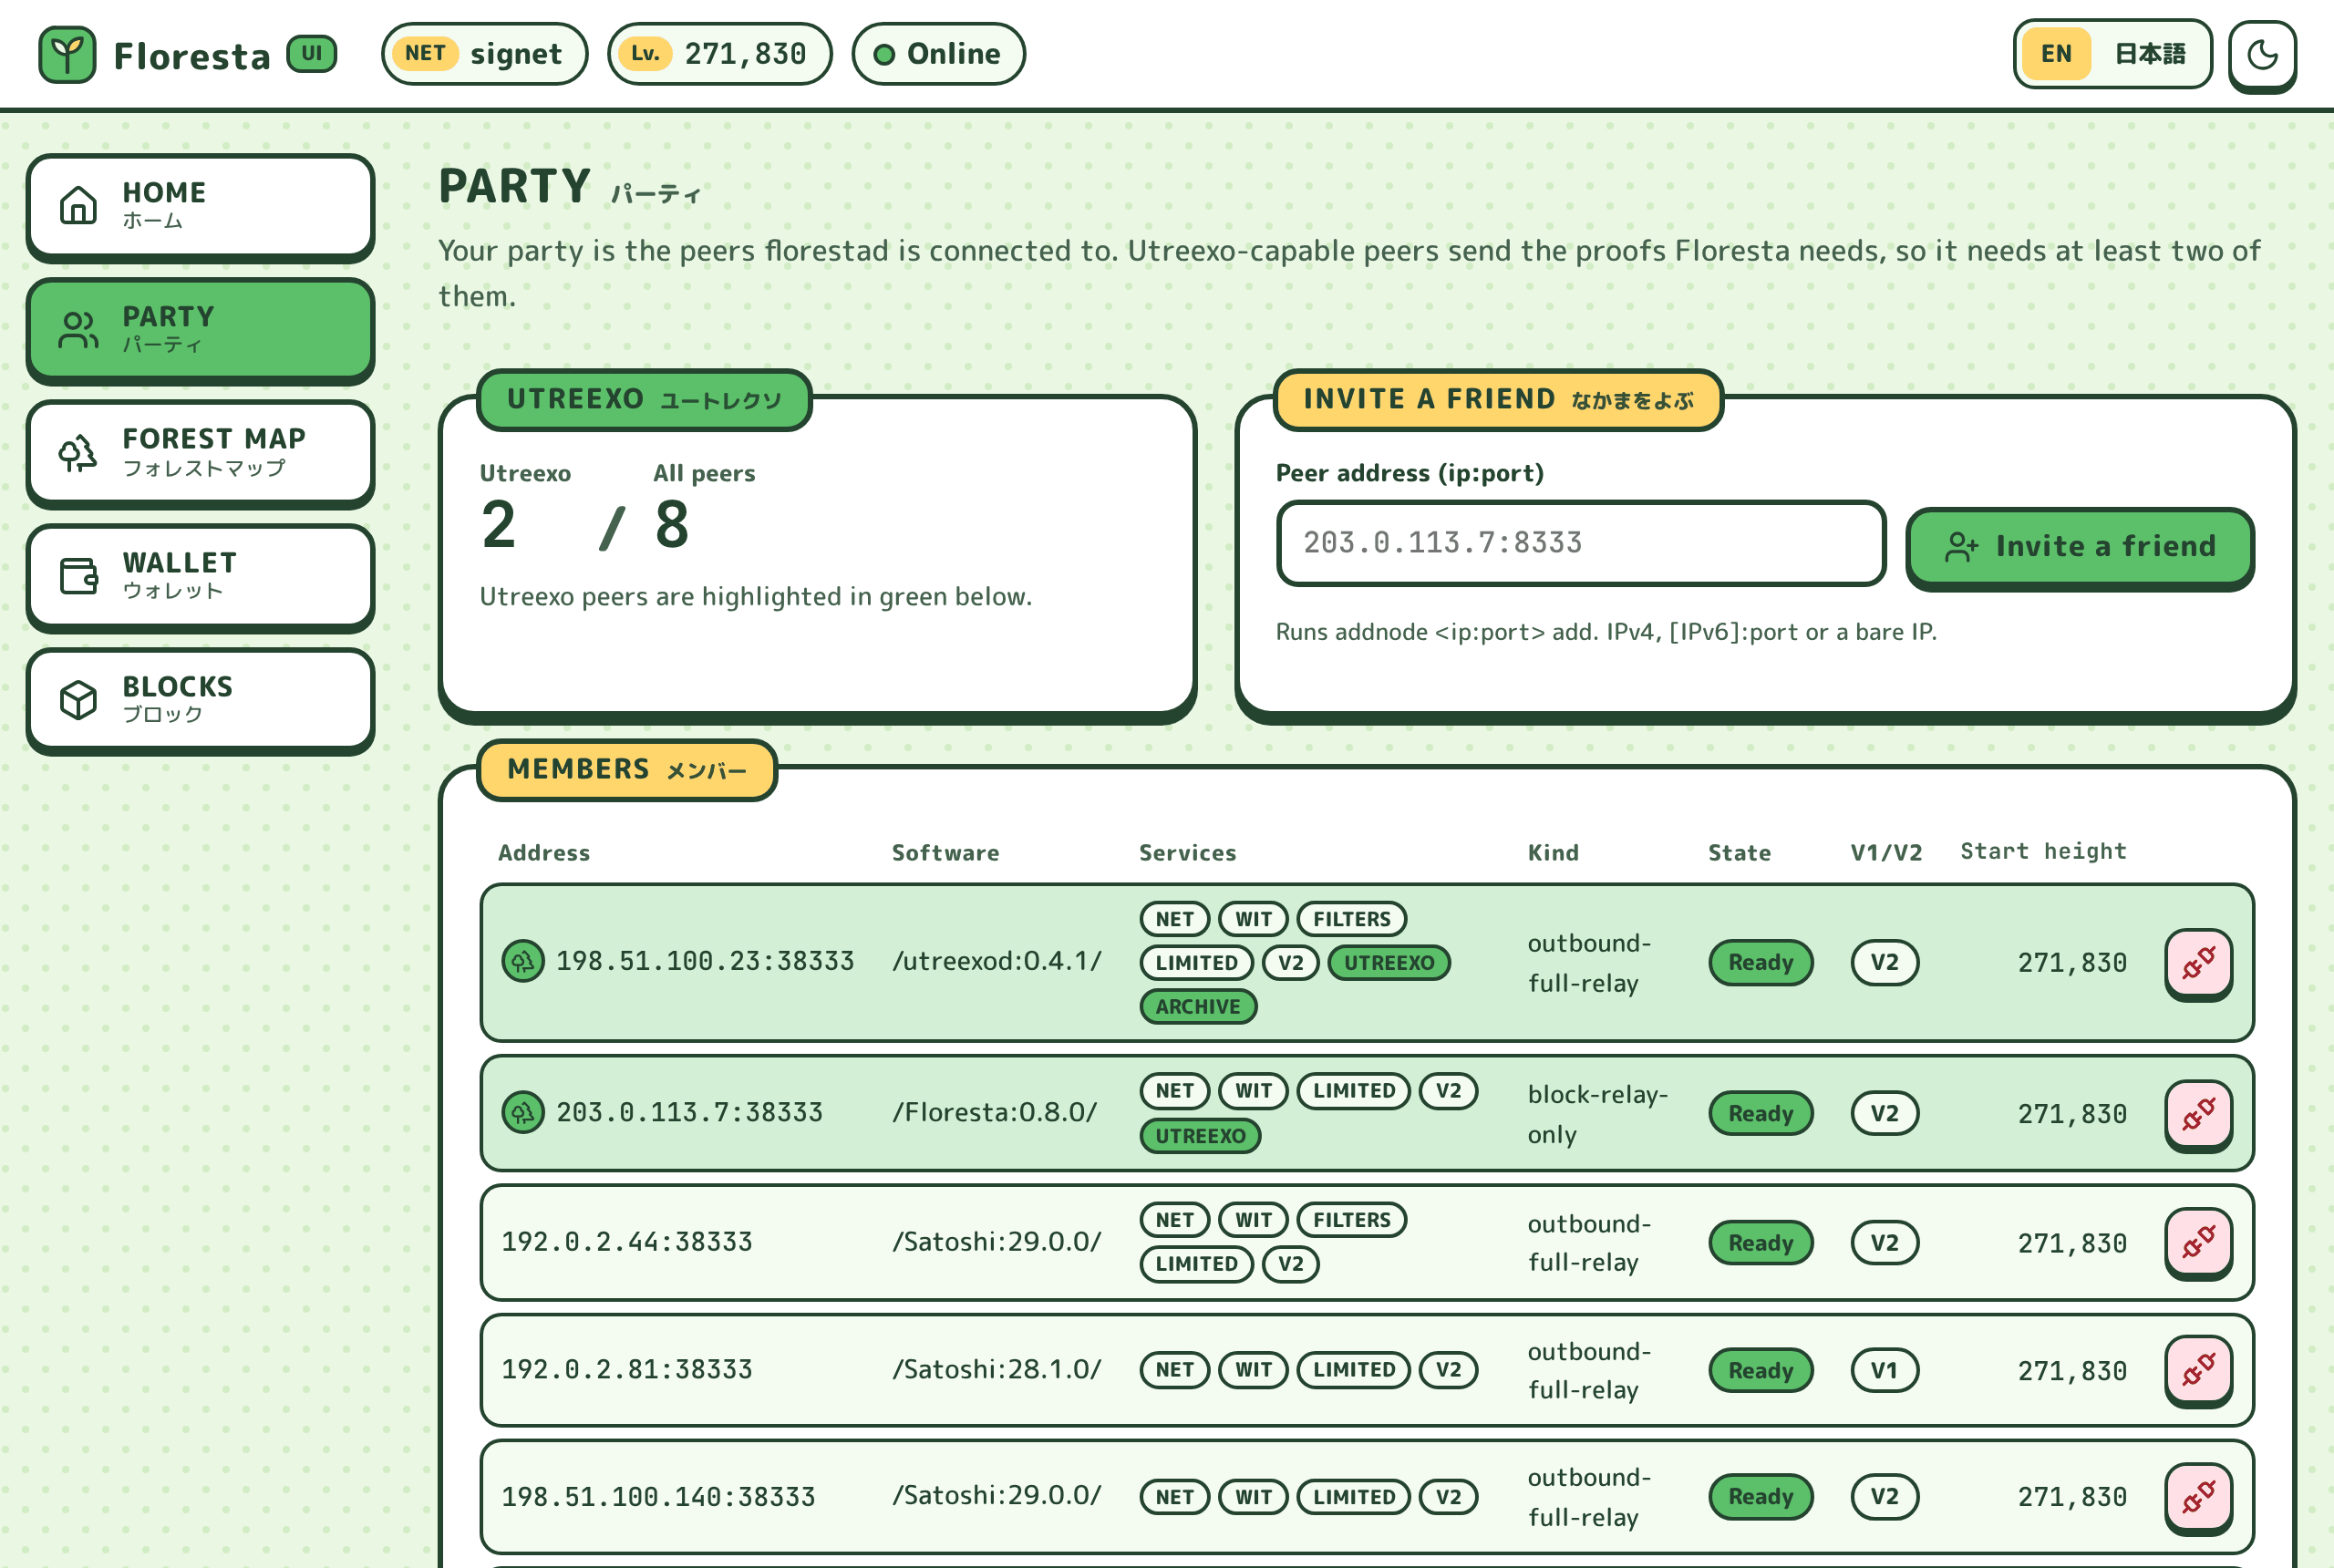 Floresta UI
NET signet
Lv. 271,830
Online
EN 日本語
HOME
ホーム
PARTY
パーティ
FOREST MAP
フォレストマップ
WALLET
ウォレット
BLOCKS
ブロック
PARTY パーティ
Your party is the peers florestad is connected to. Utreexo-capable peers send the proofs Floresta needs, so it needs at least two of
them.
UTREEXO ユートレクソ
Utreexo All peers
2 / 8
Utreexo peers are highlighted in green below.
INVITE A FRIEND なかまをよぶ
Peer address (ip:port)
203.0.113.7:8333
Invite a friend
Runs addnode <ip:port> add. IPv4, [IPv6]:port or a bare IP.
MEMBERS メンバー
Address Software Services Kind State V1/V2 Start height
198.51.100.23:38333 /utreexod:0.4.1/
NET WIT FILTERS
LIMITED V2 UTREEXO
ARCHIVE
outbound-
full-relay
Ready V2 271,830
203.0.113.7:38333 /Floresta:0.8.0/
NET WIT LIMITED V2
UTREEXO
block-relay-
only
Ready V2 271,830
192.0.2.44:38333 /Satoshi:29.0.0/
NET WIT FILTERS
LIMITED V2
outbound-
full-relay
Ready V2 271,830
192.0.2.81:38333 /Satoshi:28.1.0/
NET WIT LIMITED V2
outbound-
full-relay
Ready V1 271,830
198.51.100.140:38333 /Satoshi:29.0.0/
NET WIT LIMITED V2
outbound-
full-relay
Ready V2 271,830